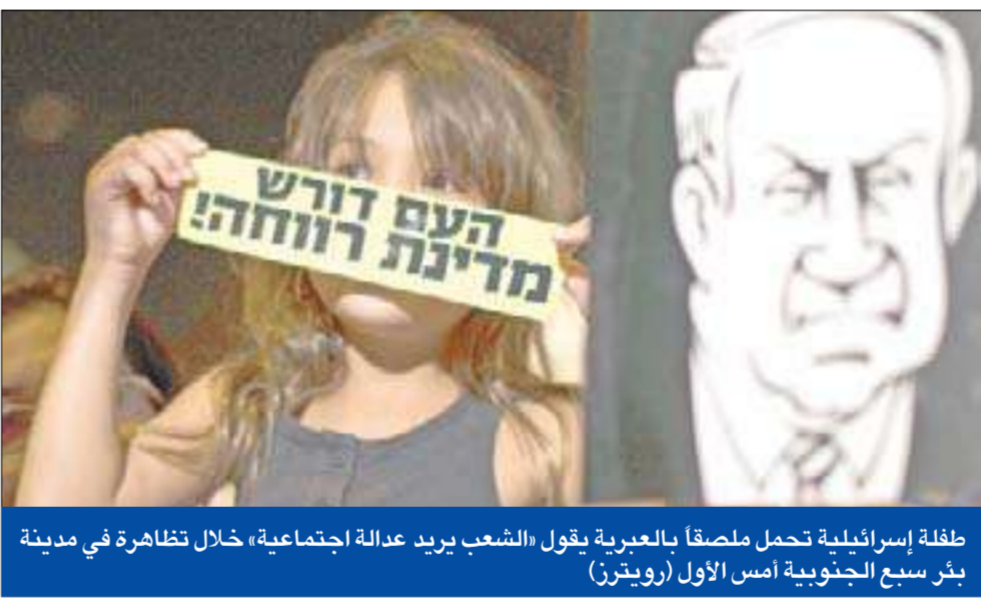 העם דורש
מדינת רווחה!
طفلة إسرائيلية تحمل ملصقاً بالعبرية يقول «الشعب يريد عدالة اجتماعية» خلال تظاهرة في مدينة
بئر سبع الجنوبية أمس الأول (رويترز)